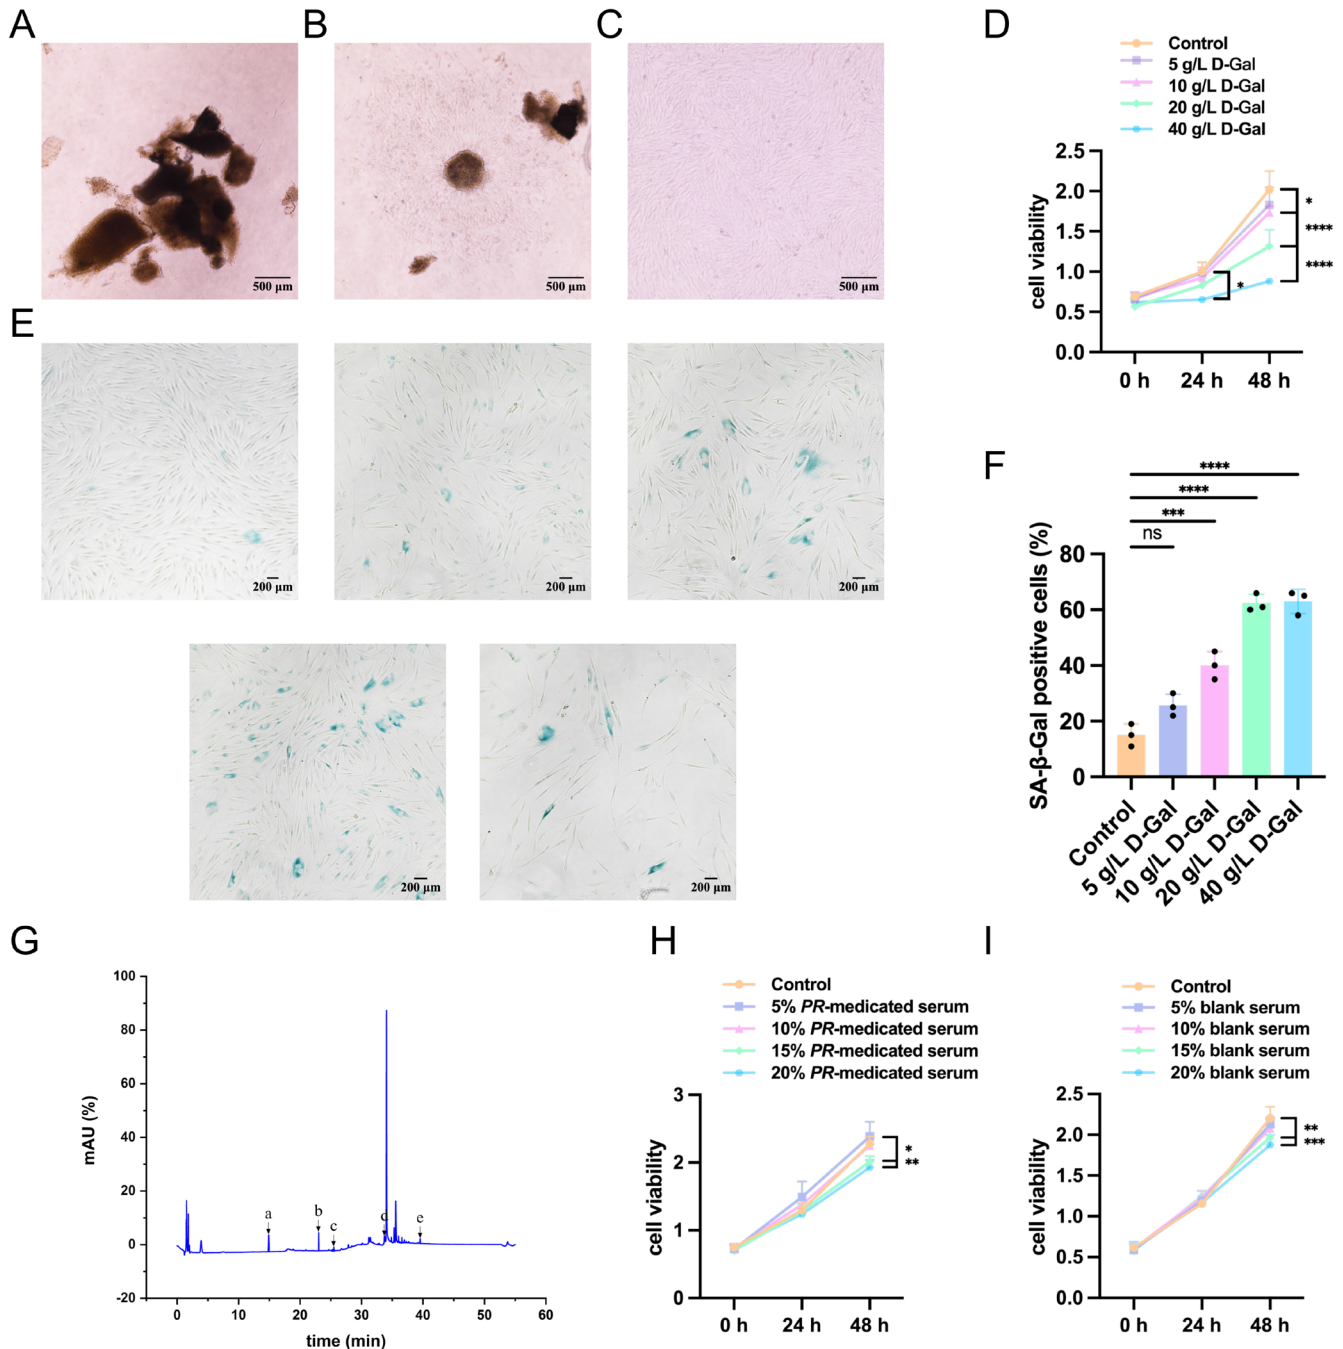 A
B
C
500 μm
500 μm
500 μm
D
Control
5 g/L D-Gal
10 g/L D-Gal
20 g/L D-Gal
40 g/L D-Gal
cell viability
2.5
2.0
1.5
1.0
0.5
0.0
0 h
24 h
48 h
*
*
****
****
E
200 μm
200 μm
200 μm
200 μm
200 μm
F
****
****
***
ns
SA-β-Gal positive cells (%)
80
60
40
20
0
Control
5 g/L D-Gal
10 g/L D-Gal
20 g/L D-Gal
40 g/L D-Gal
G
mAU (%)
100
80
60
40
20
0
-20
a
b
c
d
e
0
10
20
30
40
50
60
time (min)
H
Control
5% PR-medicated serum
10% PR-medicated serum
15% PR-medicated serum
20% PR-medicated serum
cell viability
3
2
1
0
0 h
24 h
48 h
*
**
I
Control
5% blank serum
10% blank serum
15% blank serum
20% blank serum
cell viability
2.5
2.0
1.5
1.0
0.5
0.0
0 h
24 h
48 h
**
***